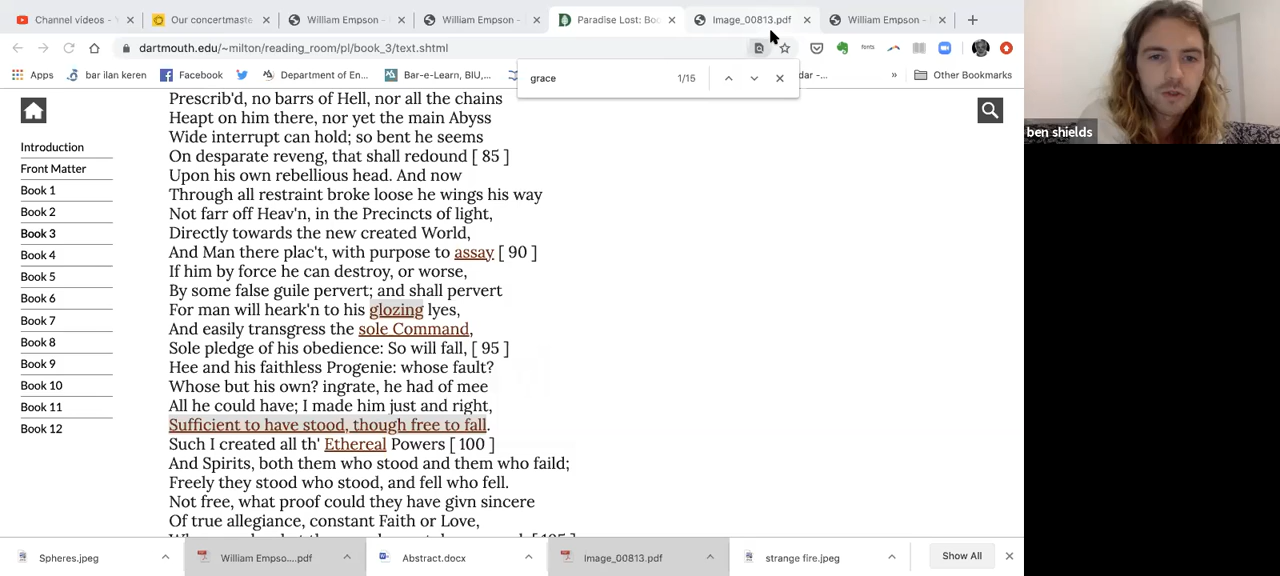 Channel videos - Y
Our concertmaste
William Empson -
William Empson -
Paradise Lost: Boo
Image_00813.pdf
William Empson -
dartmouth.edu/~milton/reading_room/pl/book_3/text.shtml
fonts
Apps
bar ilan keren
Facebook
Department of Eng...
Bar-e-Learn, BIU,...
dar -...
»
Other Bookmarks
grace
1/15
Introduction
Front Matter
Book 1
Book 2
Book 3
Book 4
Book 5
Book 6
Book 7
Book 8
Book 9
Book 10
Book 11
Book 12
Prescrib'd, no barrs of Hell, nor all the chains
Heapt on him there, nor yet the main Abyss
Wide interrupt can hold; so bent he seems
On desparate reveng, that shall redound [ 85 ]
Upon his own rebellious head. And now
Through all restraint broke loose he wings his way
Not farr off Heav'n, in the Precincts of light,
Directly towards the new created World,
And Man there plac't, with purpose to assay [ 90 ]
If him by force he can destroy, or worse,
By some false guile pervert; and shall pervert
For man will heark'n to his glozing lyes,
And easily transgress the sole Command,
Sole pledge of his obedience: So will fall, [ 95 ]
Hee and his faithless Progenie: whose fault?
Whose but his own? ingrate, he had of mee
All he could have; I made him just and right,
Sufficient to have stood, though free to fall.
Such I created all th' Ethereal Powers [ 100 ]
And Spirits, both them who stood and them who faild;
Freely they stood who stood, and fell who fell.
Not free, what proof could they have givn sincere
Of true allegiance, constant Faith or Love,
ben shields
Spheres.jpeg
William Empso....pdf
Abstract.docx
Image_00813.pdf
strange fire.jpeg
Show All